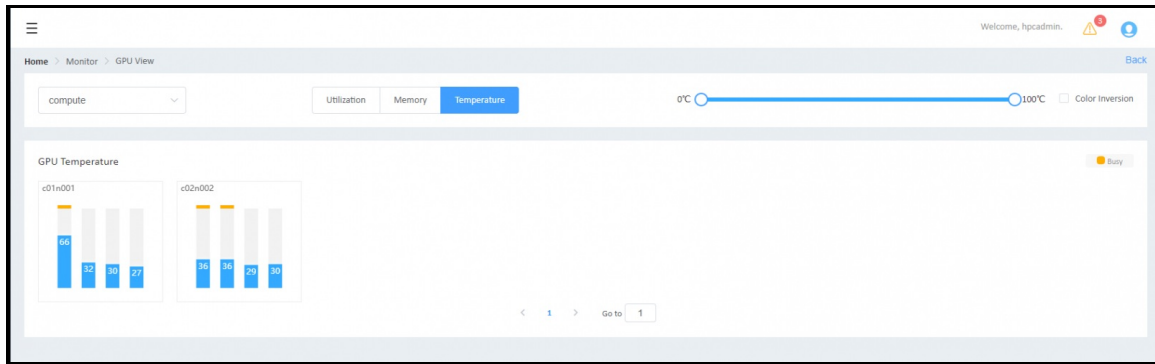 Welcome, hpcadmin.
5
Home > Monitor > GPU View
Back
compute
Utilization Memory Temperature
0℃ 100℃ Color Inversion
GPU Temperature
Busy
c01n001 c02n002
66 32 30 27 36 36 29 30
< 1 > Go to 1